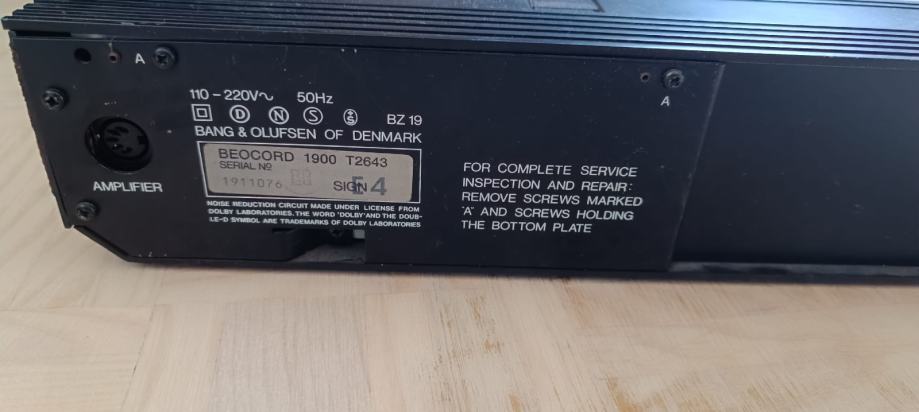 A
110-220V~ 50Hz
D N S BZ 19
BANG & OLUFSEN OF DENMARK
BEOCORD 1900 T2643
SERIAL Nº
1911076 SIGN E4
AMPLIFIER
NOISE REDUCTION CIRCUIT MADE UNDER LICENSE FROM
DOLBY LABORATORIES. THE WORD 'DOLBY' AND THE DOUB-
LE-D SYMBOL ARE TRADEMARKS OF DOLBY LABORATORIES
A
FOR COMPLETE SERVICE
INSPECTION AND REPAIR:
REMOVE SCREWS MARKED
'A' AND SCREWS HOLDING
THE BOTTOM PLATE